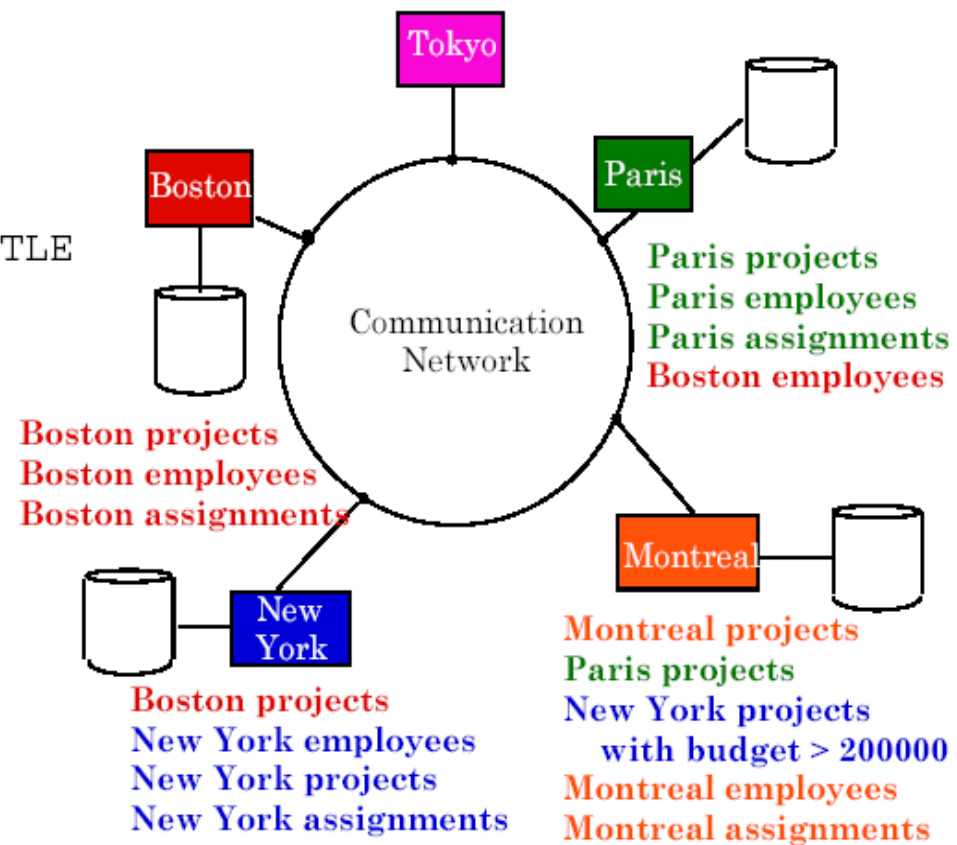 Tokyo
Boston
Paris
TLE
Communication
Network
Paris projects
Paris employees
Paris assignments
Boston employees
Boston projects
Boston employees
Boston assignments
Montreal
New
York
Boston projects
New York employees
New York projects
New York assignments
Montreal projects
Paris projects
New York projects
with budget > 200000
Montreal employees
Montreal assignments